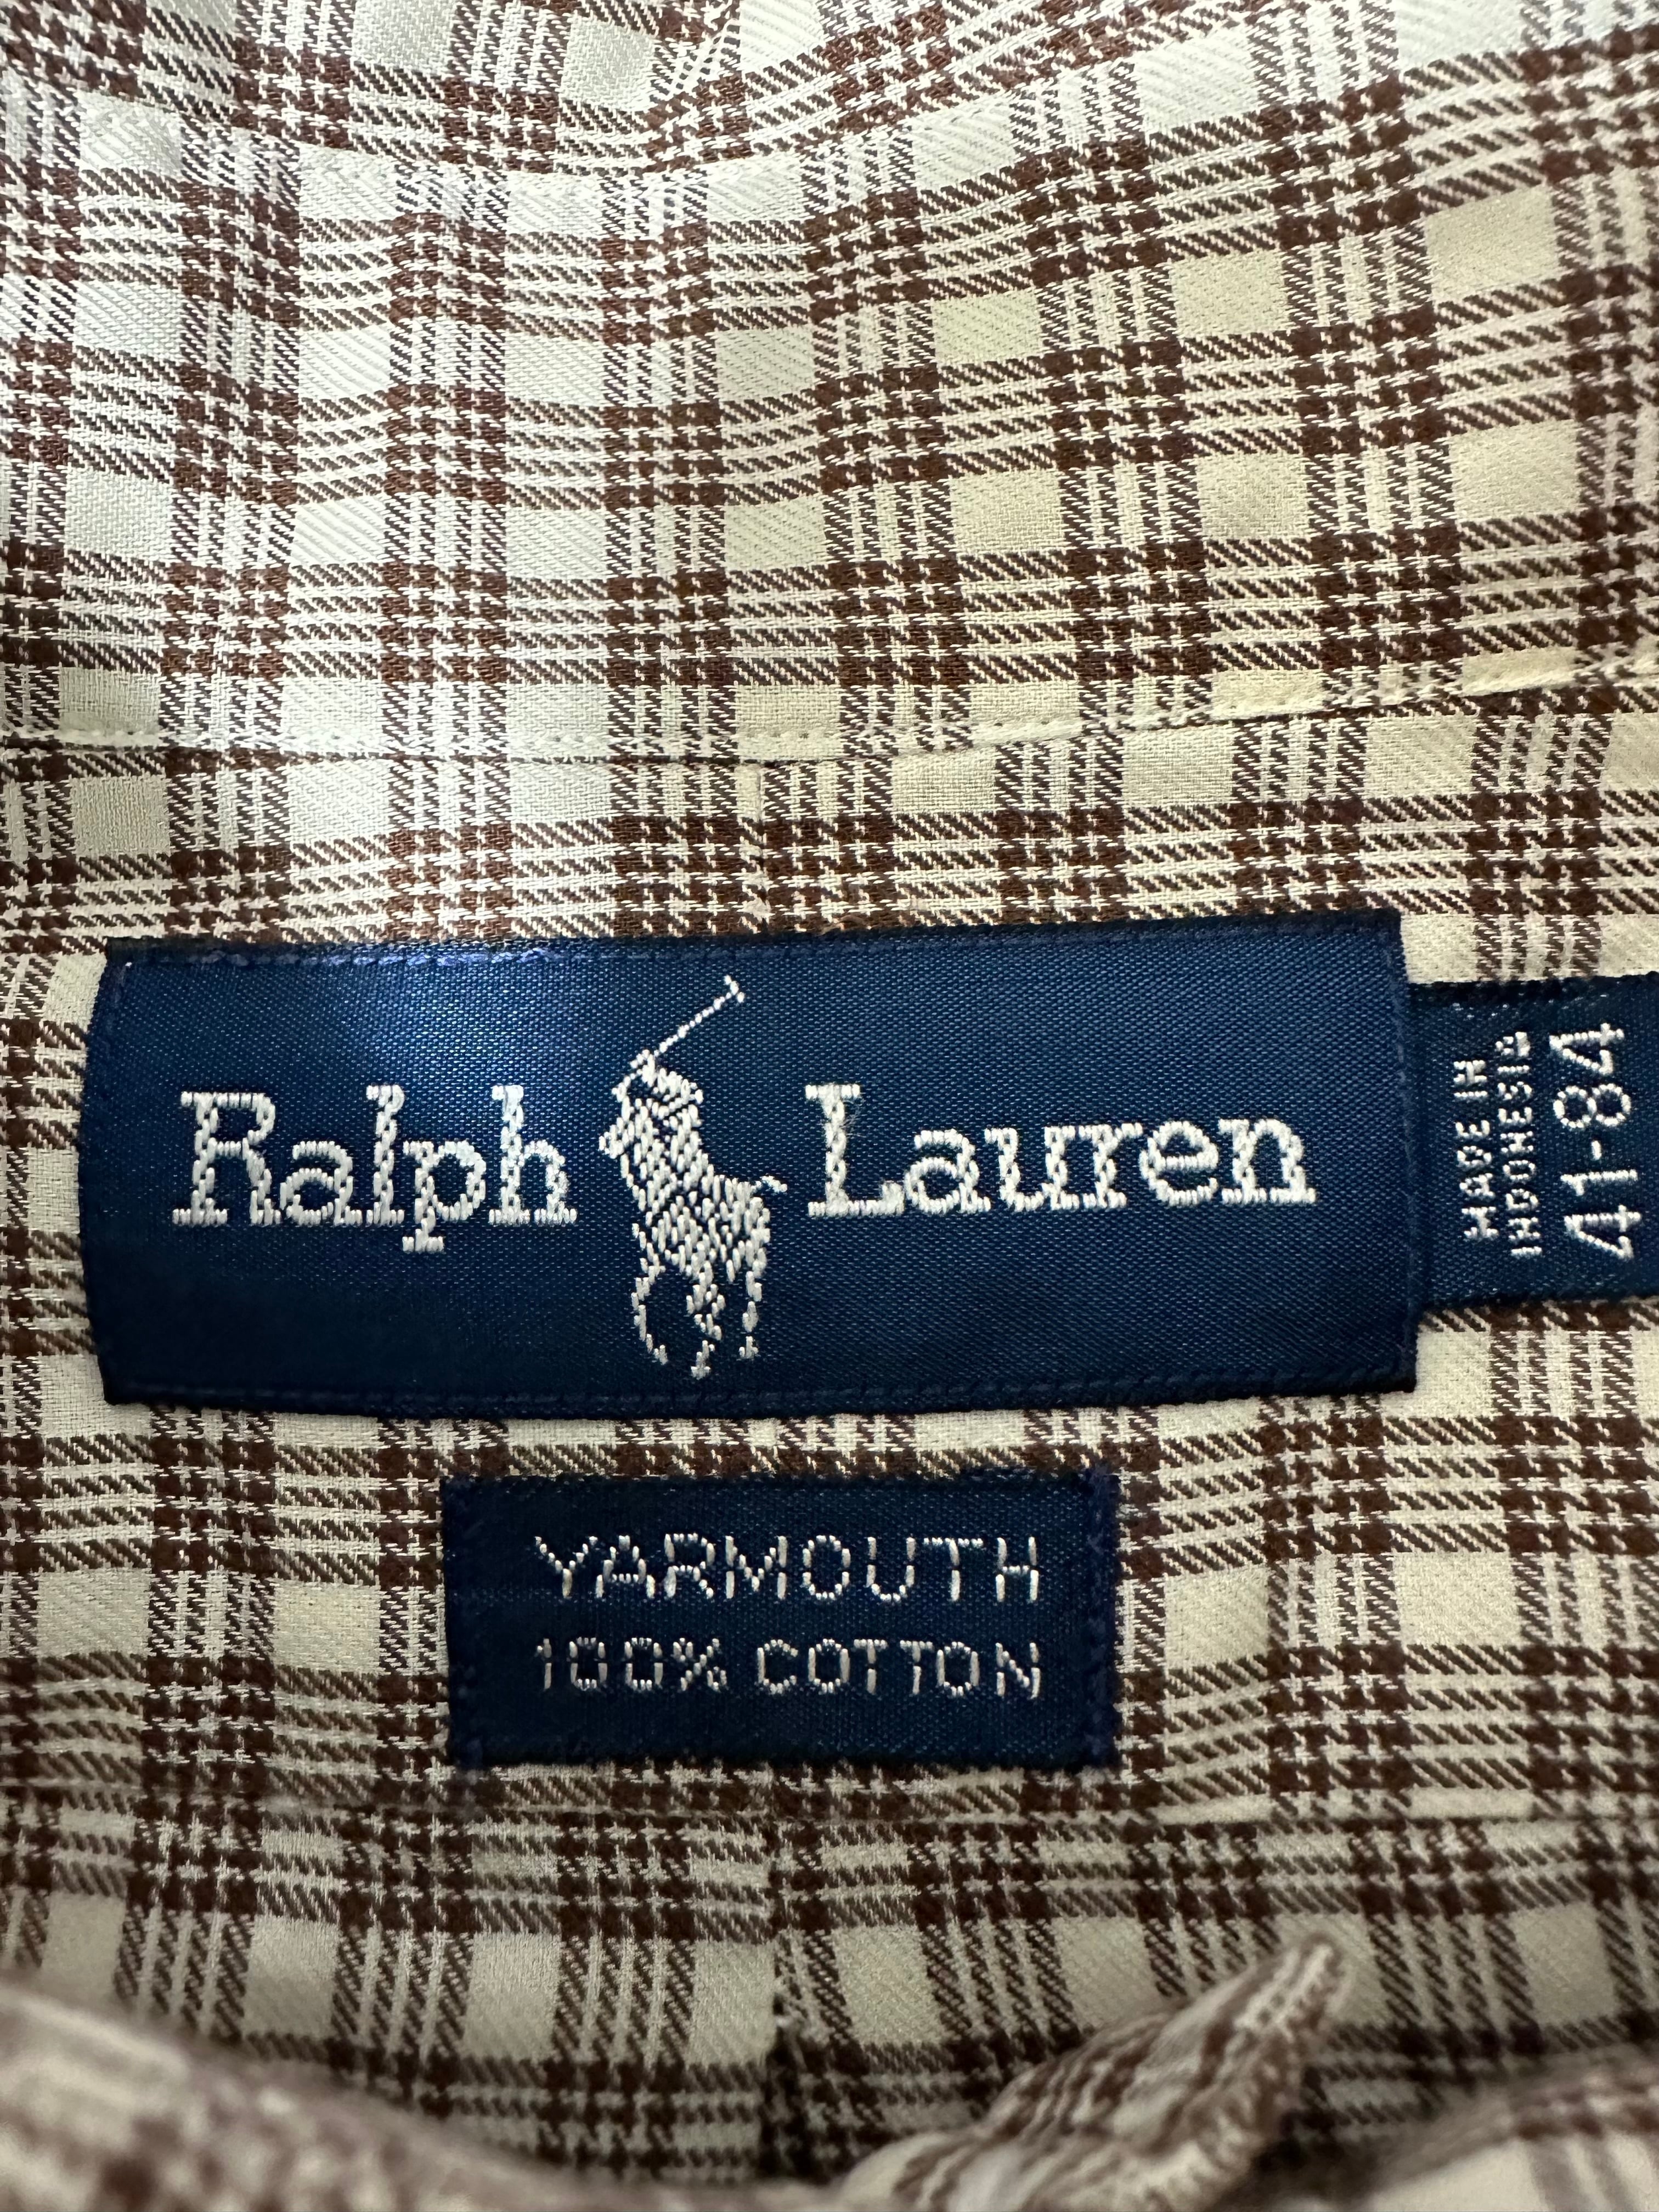 Ralph Lauren
MADE IN
INDONESIA
41-84
YARMOUTH
100% COTTON